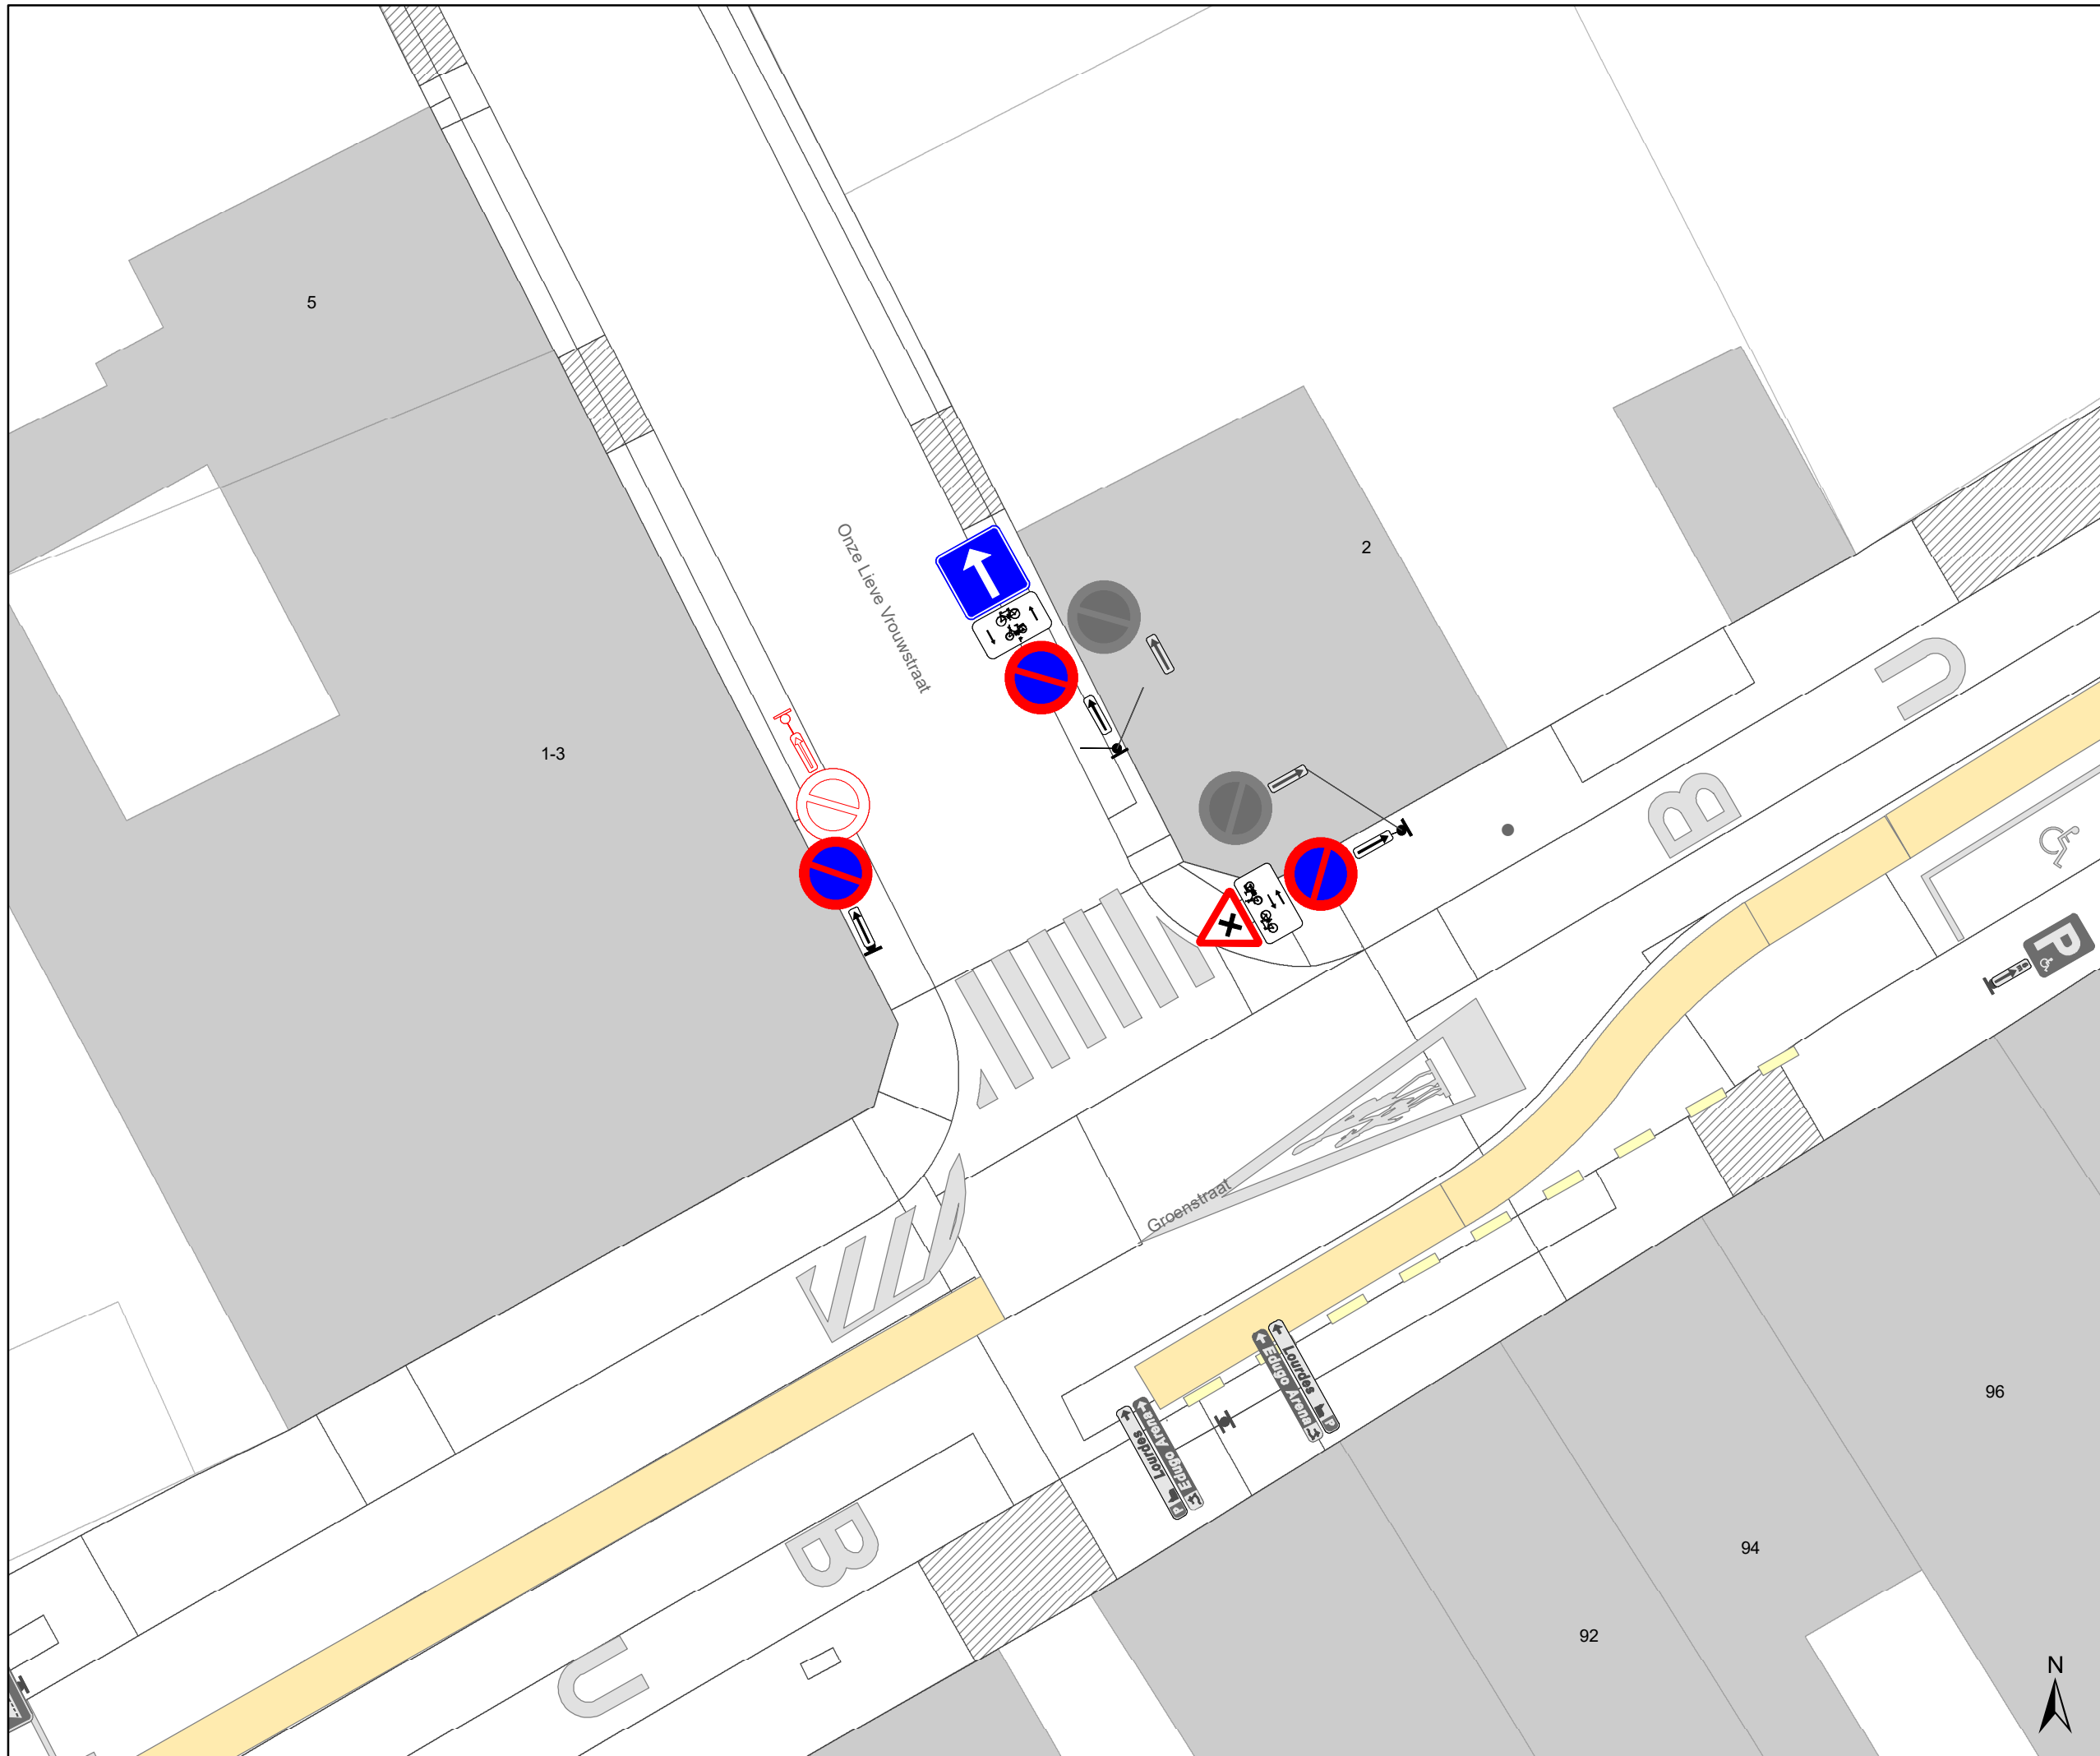 5
2
Onze Lieve Vrouwstraat
1-3
U
B
P
Groenstraat
Lourdes
P
Edugo Arena
Edugo Arena
Lourdes
P
96
B
94
92
U
N